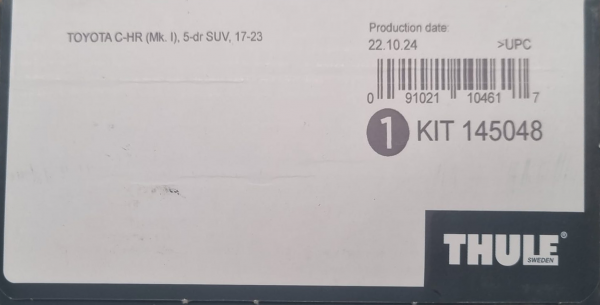 TOYOTA C-HR (Mk. I), 5-dr SUV, 17-23
Production date:
22.10.24 >UPC
0 91021 10461 7
1 KIT 145048
THULE®
SWEDEN